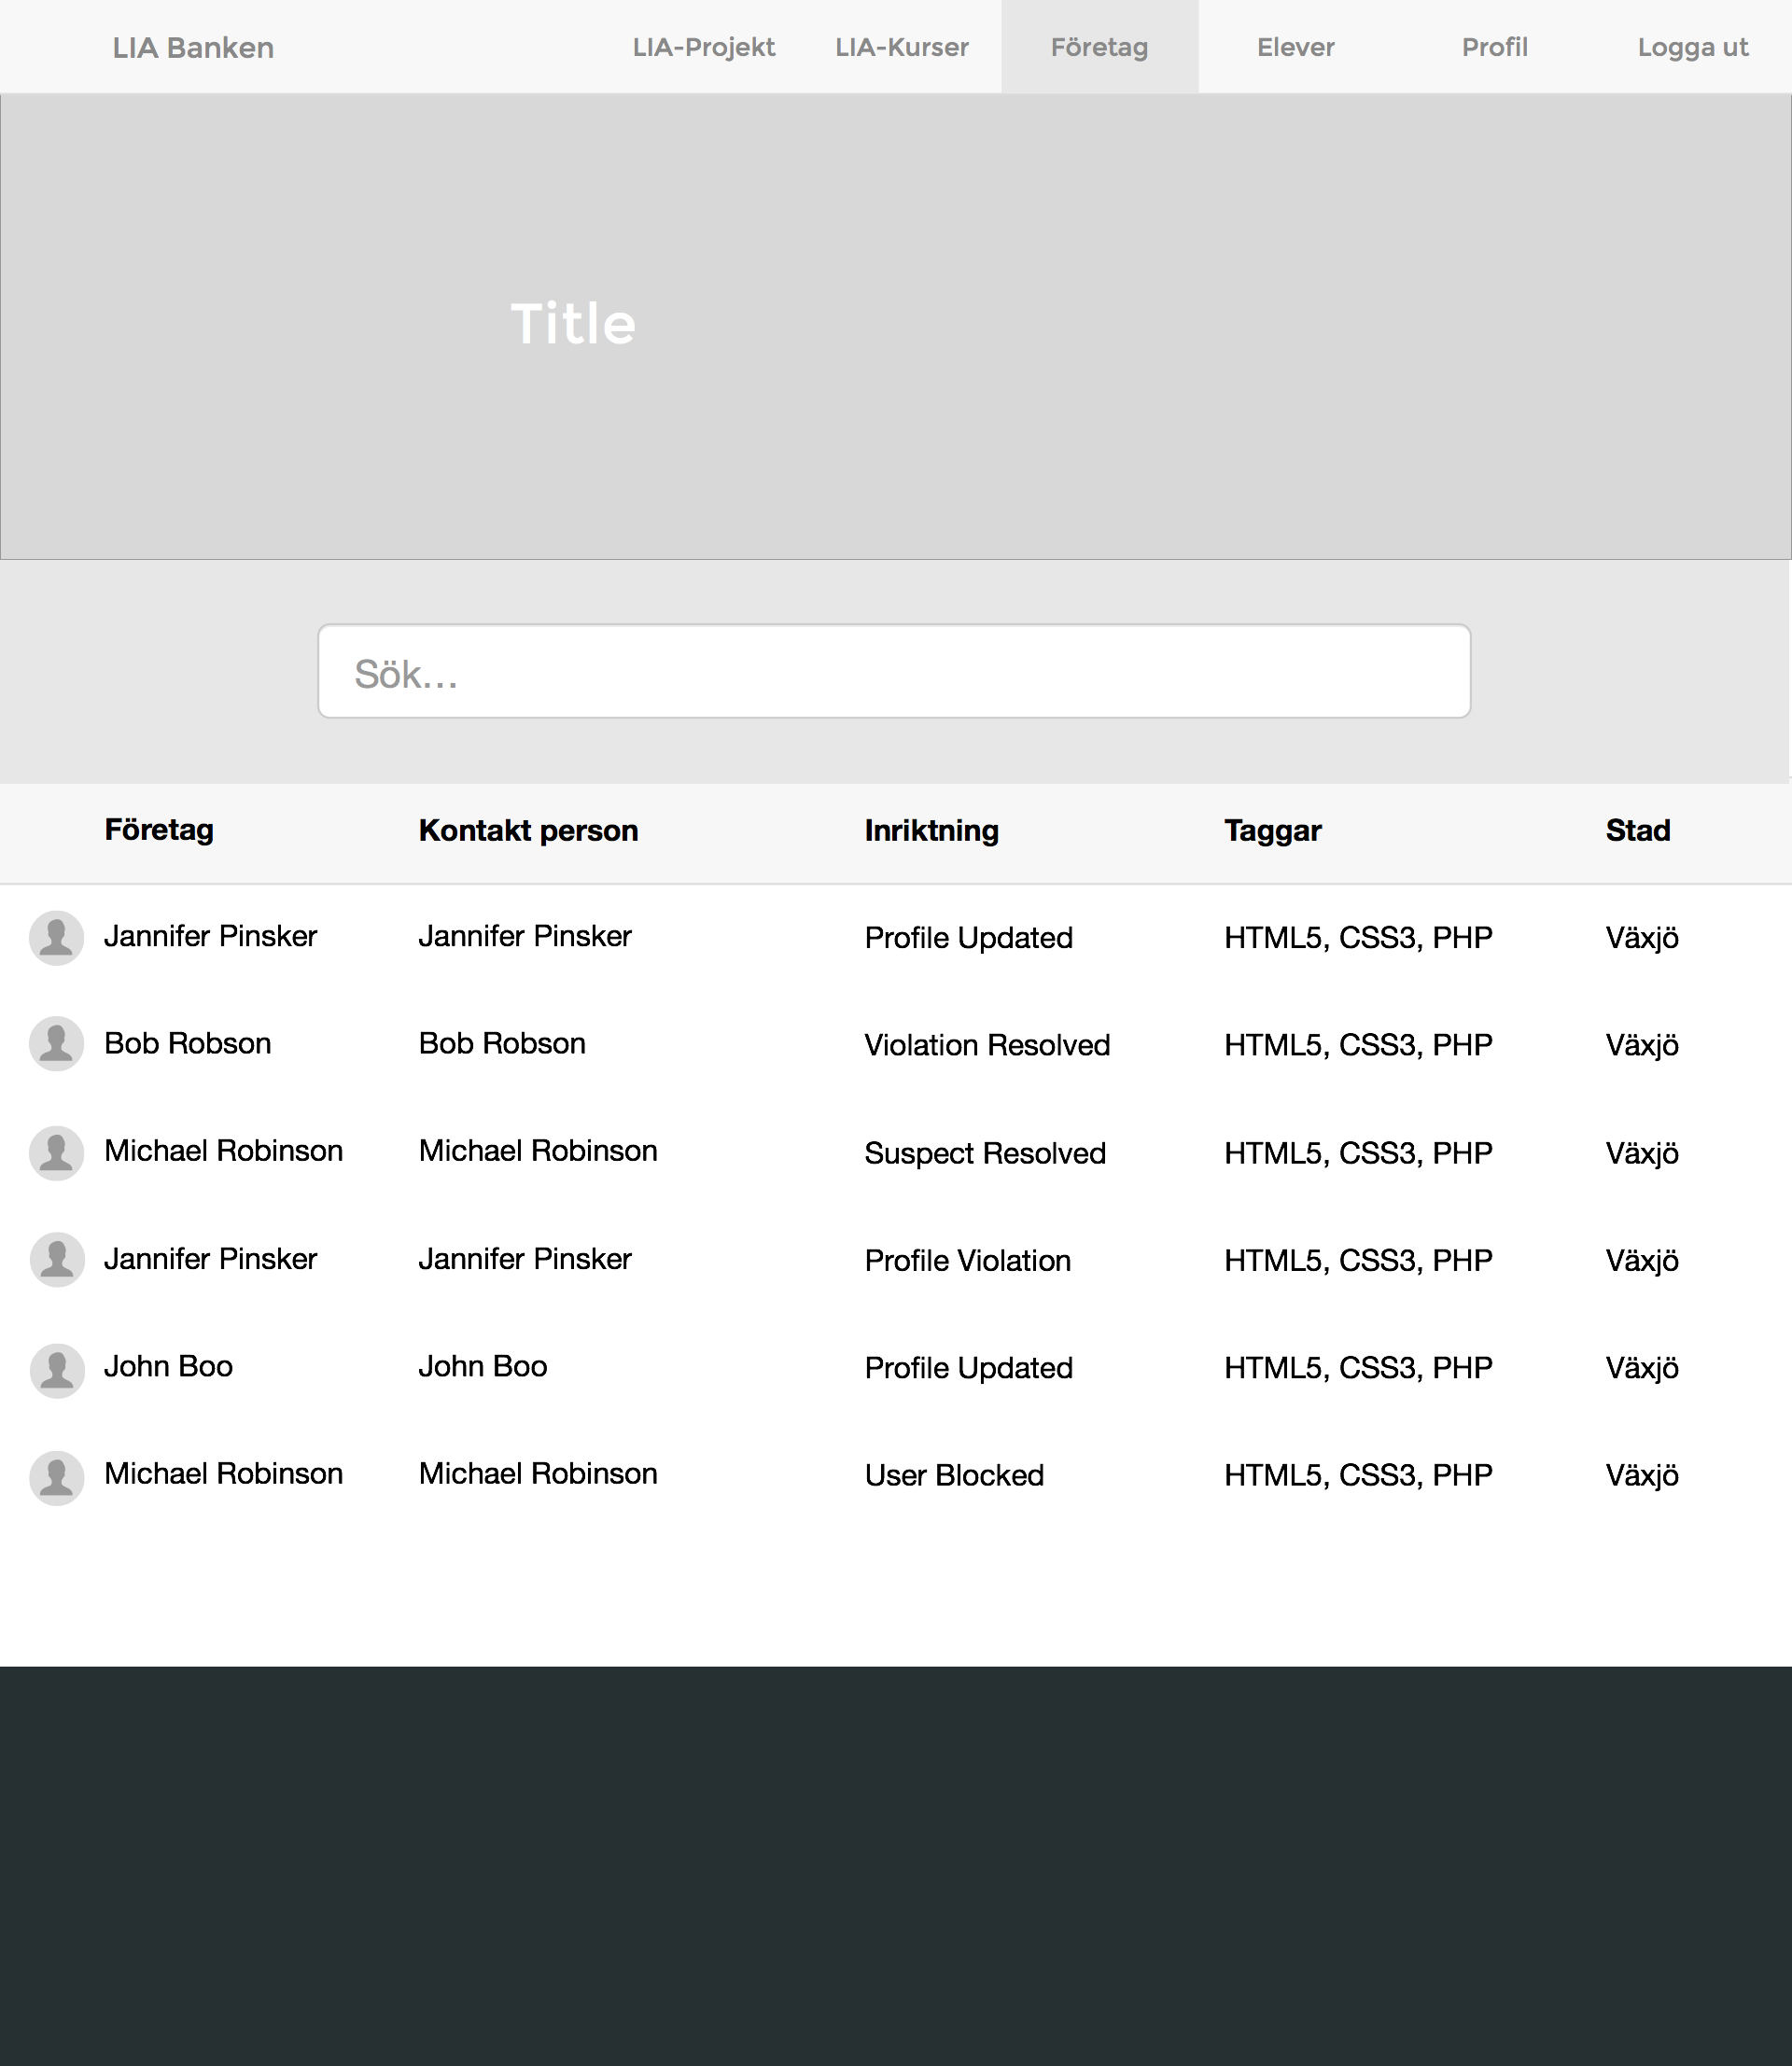 LIA Banken LIA-Projekt LIA-Kurser Företag Elever Profil Logga ut
Title
Sök...
Företag Kontakt person Inriktning Taggar Stad
Jannifer Pinsker Jannifer Pinsker Profile Updated HTML5, CSS3, PHP Växjö
Bob Robson Bob Robson Violation Resolved HTML5, CSS3, PHP Växjö
Michael Robinson Michael Robinson Suspect Resolved HTML5, CSS3, PHP Växjö
Jannifer Pinsker Jannifer Pinsker Profile Violation HTML5, CSS3, PHP Växjö
John Boo John Boo Profile Updated HTML5, CSS3, PHP Växjö
Michael Robinson Michael Robinson User Blocked HTML5, CSS3, PHP Växjö